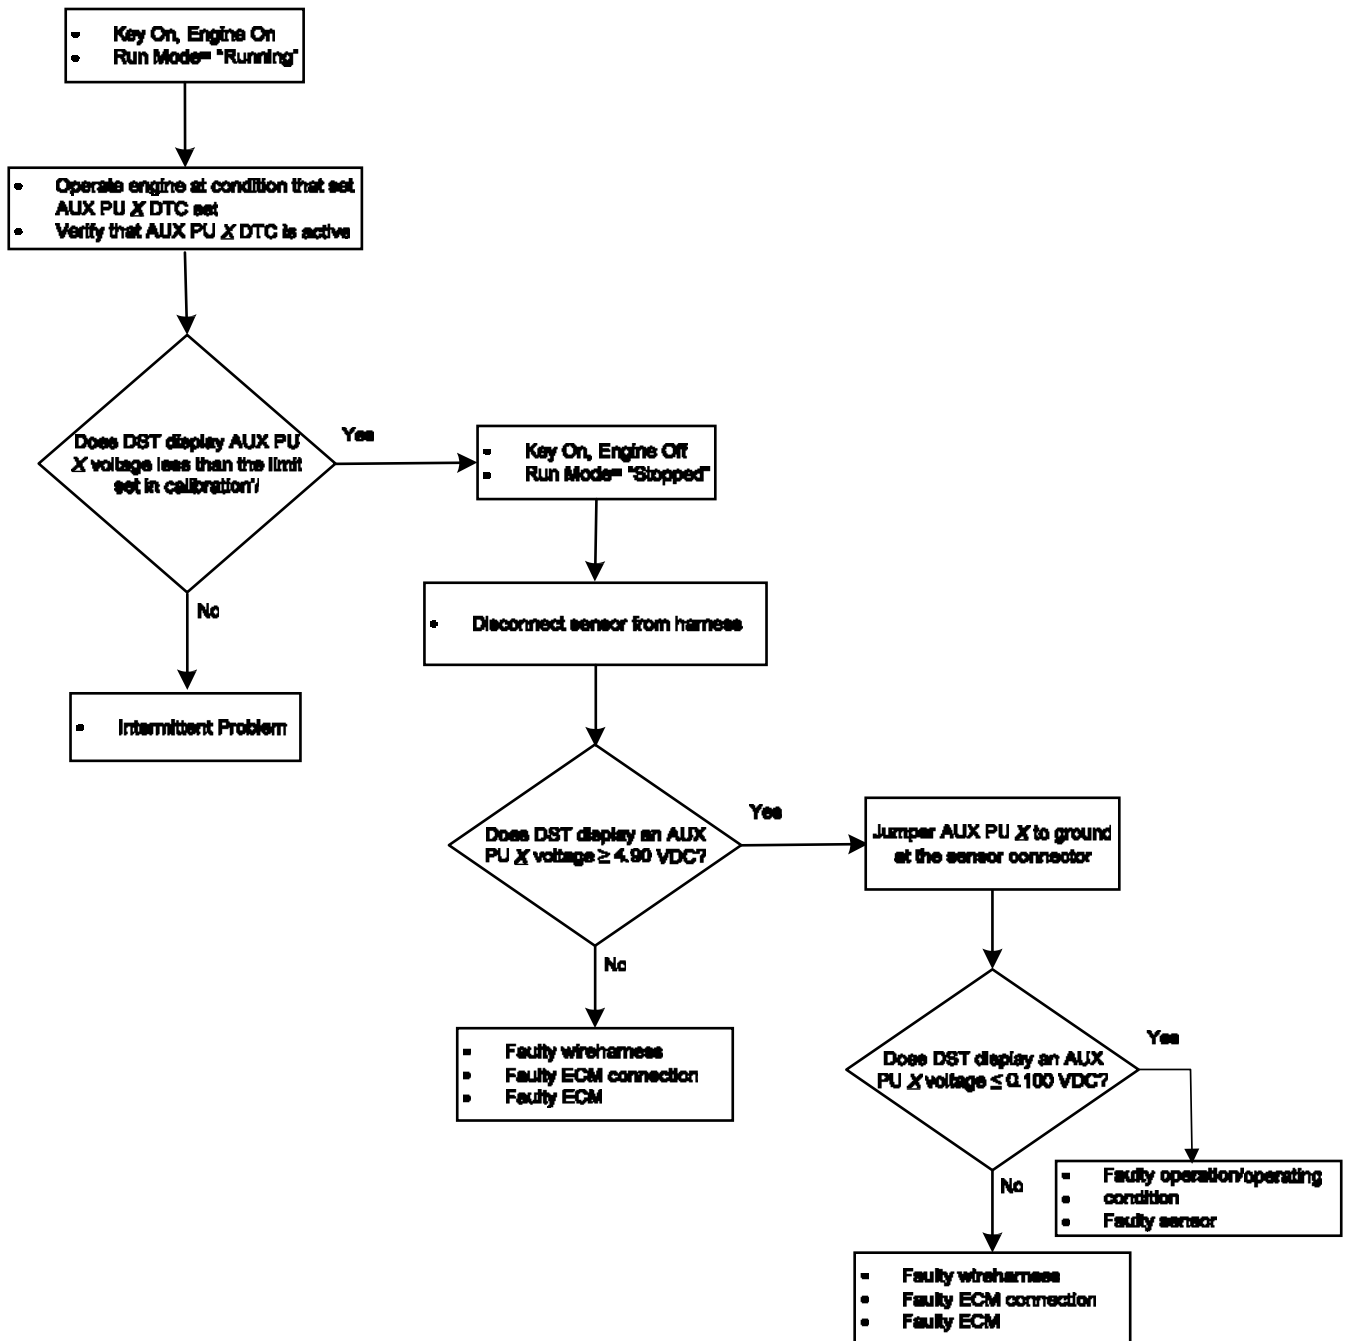 • Key On, Engine On
• Run Mode= "Running"
• Operate engine at condition that set
AUX PU X DTC set
• Verify that AUX PU X DTC is active
Does DST display AUX PU
X voltage less than the limit
set in calibration?
Yes
No
• Intermittent Problem
• Key On, Engine Off
• Run Mode= "Stopped"
• Disconnect sensor from harness
Does DST display an AUX
PU X voltage ≥ 4.90 VDC?
Yes
No
• Faulty wireharness
• Faulty ECM connection
• Faulty ECM
Jumper AUX PU X to ground
at the sensor connector
Does DST display an AUX
PU X voltage ≤ 0.100 VDC?
Yes
No
• Faulty operation/operating
• condition
• Faulty sensor
• Faulty wireharness
• Faulty ECM connection
• Faulty ECM